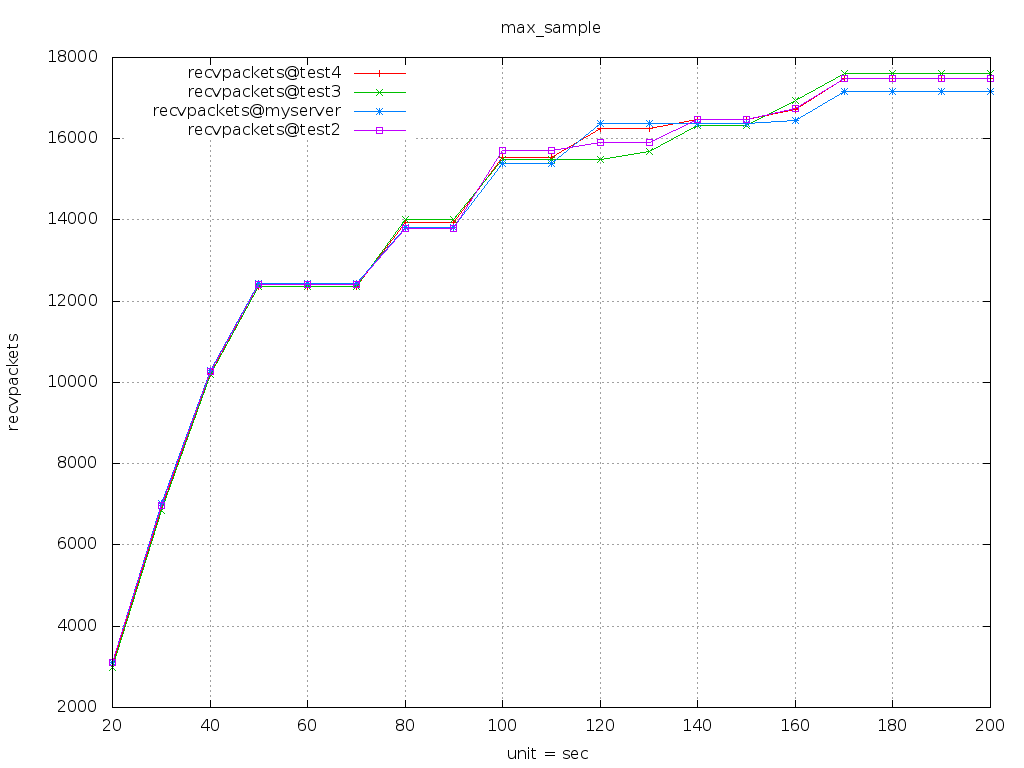 max_sample
18000
16000
14000
12000
10000
8000
6000
4000
2000
recvpackets
recvpackets@test4
recvpackets@test3
recvpackets@myserver
recvpackets@test2
20 40 60 80 100 120 140 160 180 200
unit = sec